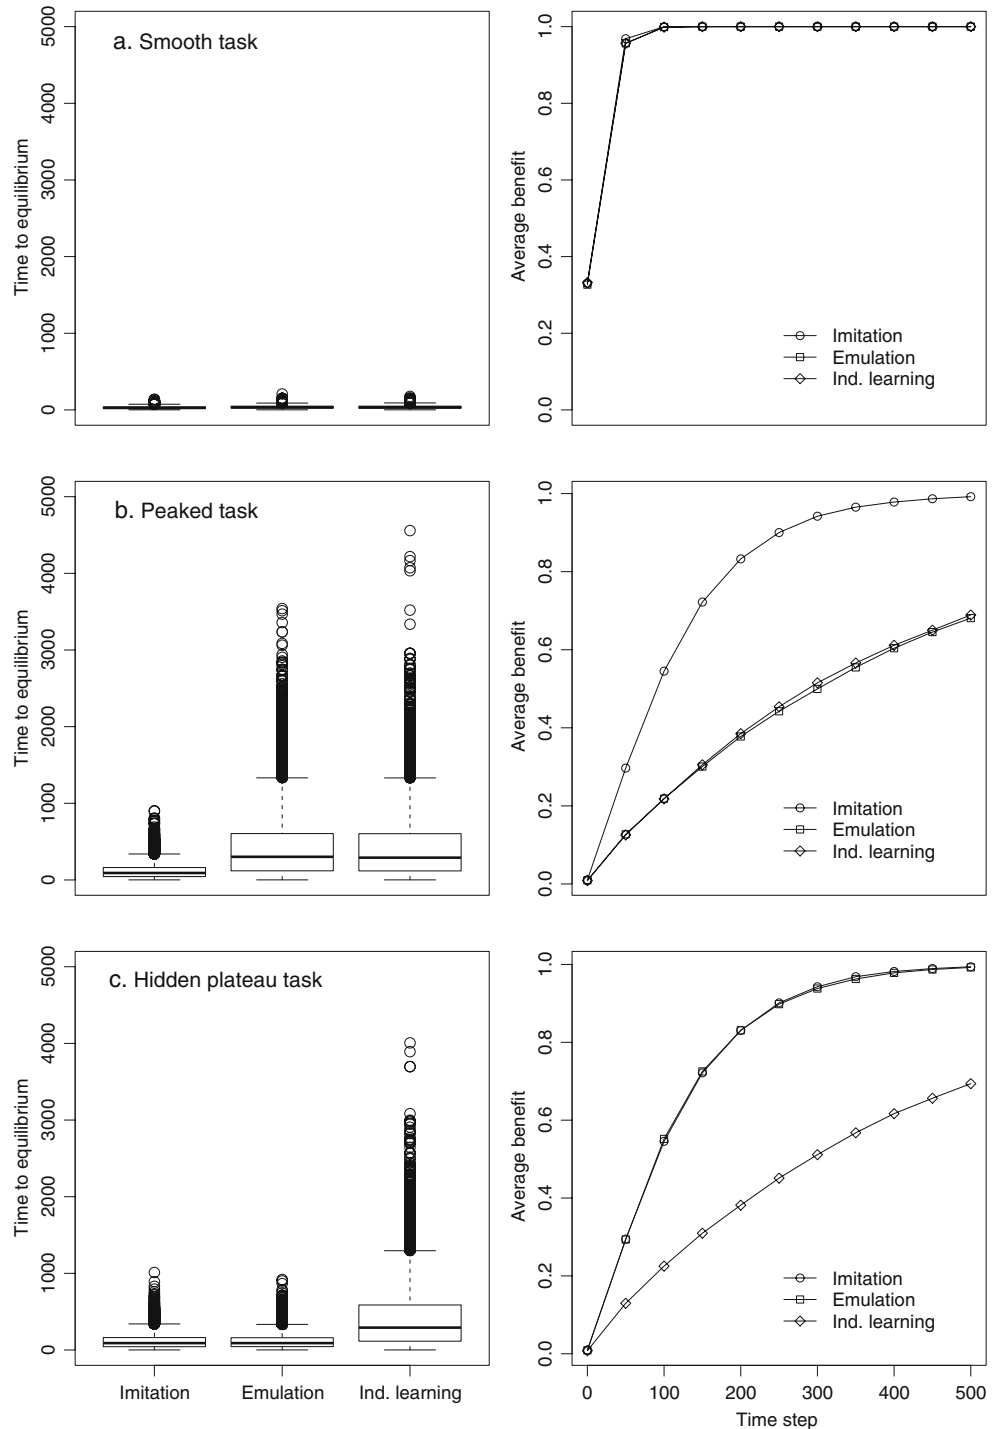 a. Smooth task
Time to equilibrium
0
1000
2000
3000
4000
5000
Average benefit
0.0
0.2
0.4
0.6
0.8
1.0
Imitation
Emulation
Ind. learning
b. Peaked task
Time to equilibrium
0
1000
2000
3000
4000
5000
Average benefit
0.0
0.2
0.4
0.6
0.8
1.0
Imitation
Emulation
Ind. learning
c. Hidden plateau task
Time to equilibrium
0
1000
2000
3000
4000
5000
Imitation Emulation Ind. learning
Average benefit
0.0
0.2
0.4
0.6
0.8
1.0
Imitation
Emulation
Ind. learning
0 100 200 300 400 500
Time step